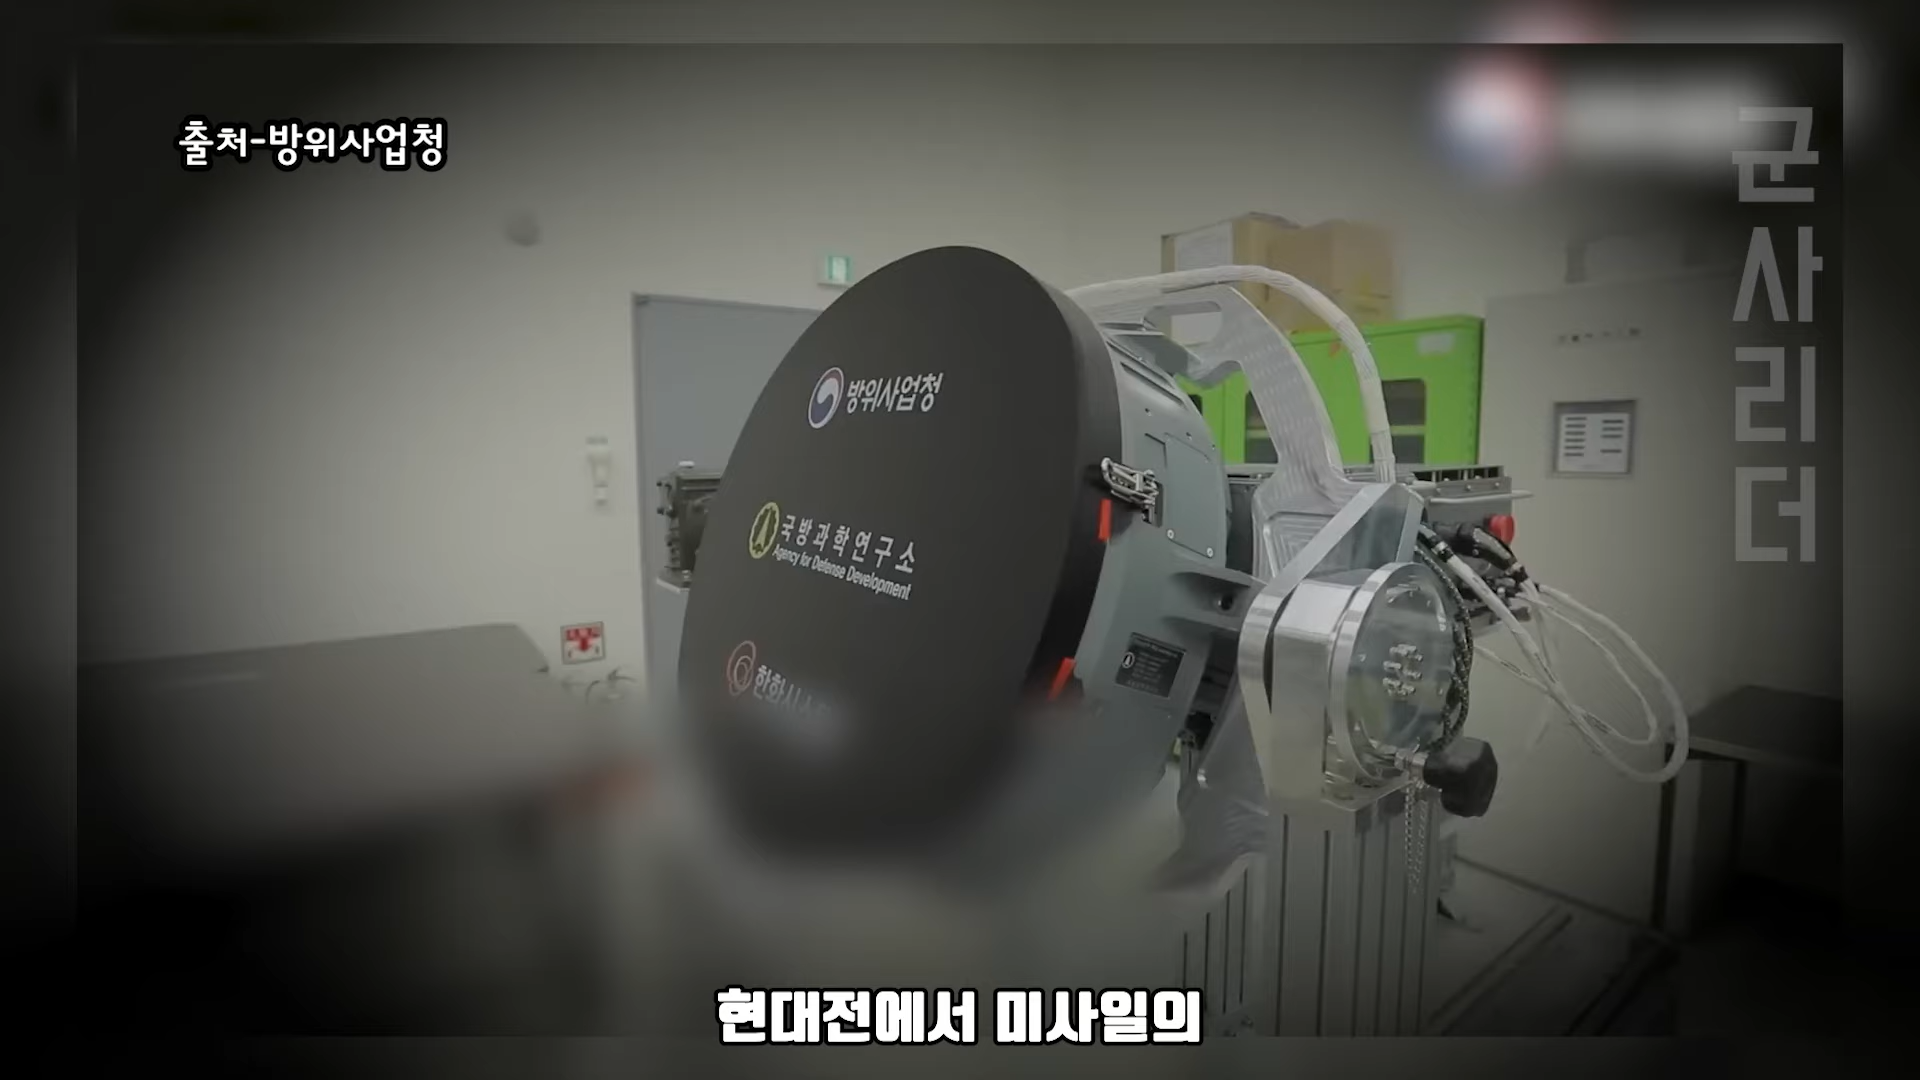 출처-방위사업청
군사리더
방위사업청
국방과학연구소
Agency for Defense Development
현대전에서 미사일의